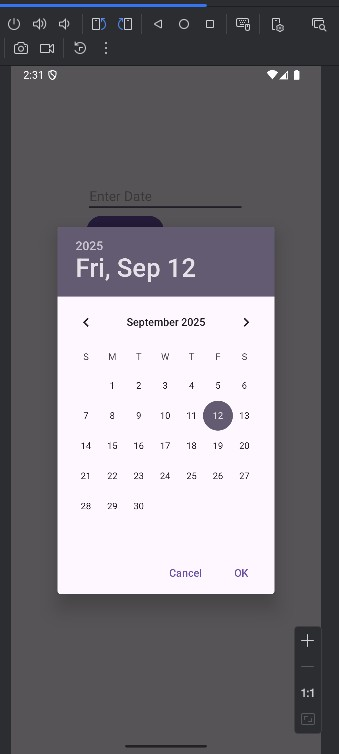 2:31
Enter Date
2025
Fri, Sep 12
September 2025
S M T W T F S
1 2 3 4 5 6
7 8 9 10 11 12 13
14 15 16 17 18 19 20
21 22 23 24 25 26 27
28 29 30
Cancel OK
1:1